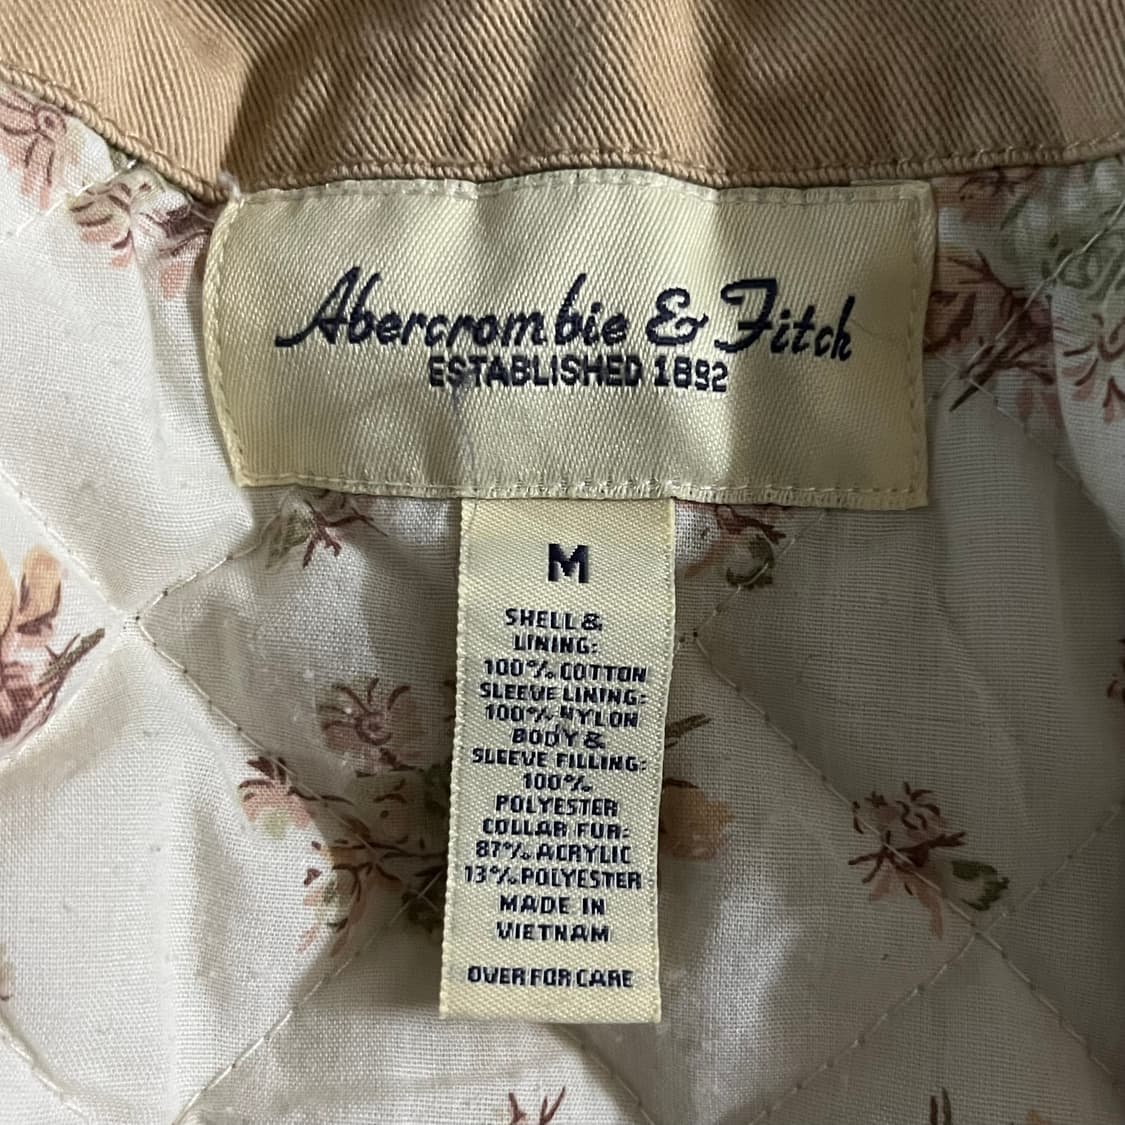 Abercrombie & Fitch
ESTABLISHED 1892
M
SHELL &
LINING:
100% COTTON
SLEEVE LINING:
100% NYLON
BODY &
SLEEVE FILLING:
100%
POLYESTER
COLLAR FUR:
87% ACRYLIC
13% POLYESTER
MADE IN
VIETNAM
OVER FOR CARE